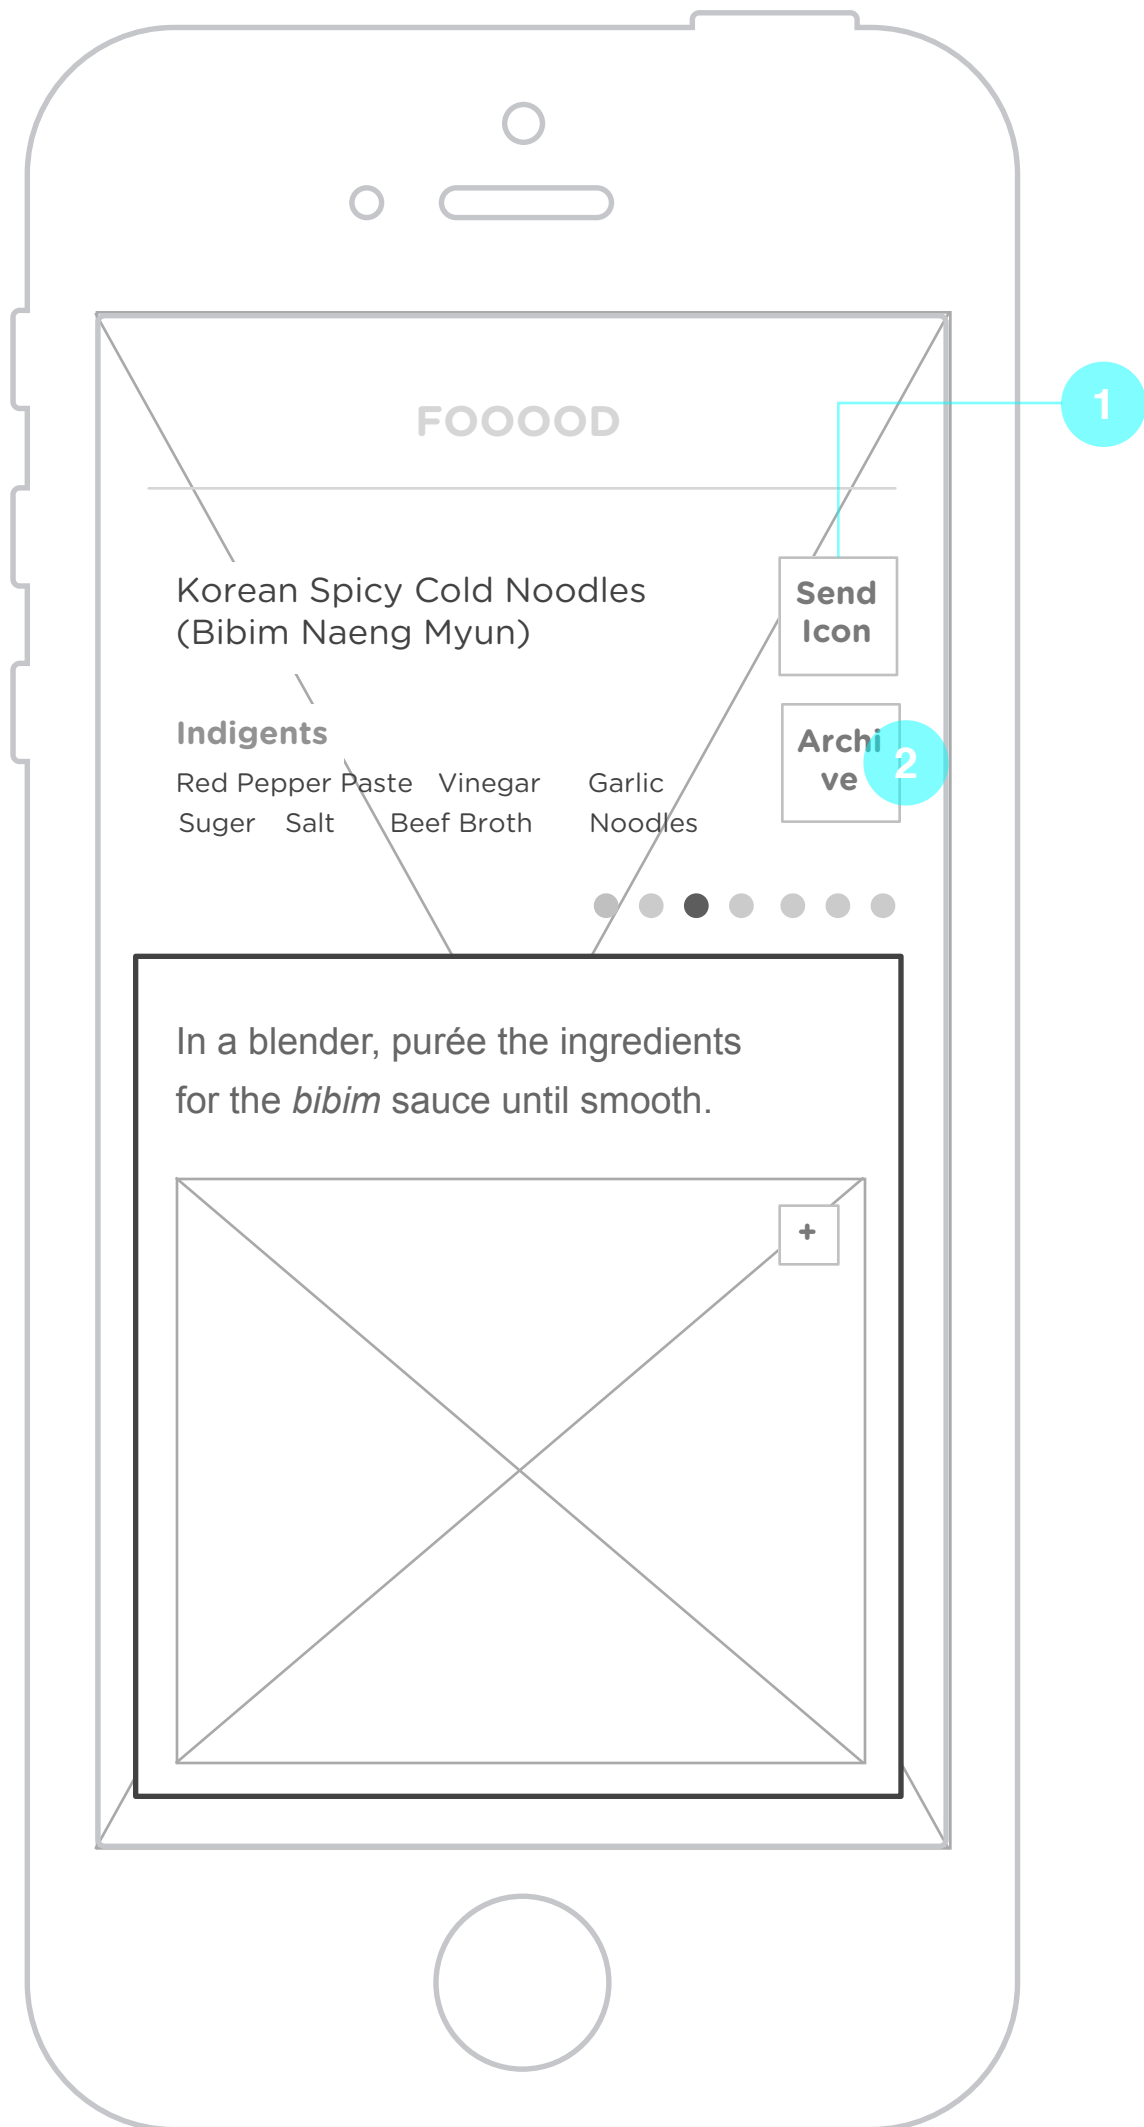 FOOOOD
1
Korean Spicy Cold Noodles
(Bibim Naeng Myun)
Send
Icon
Indigents
Archi
ve
2
Red Pepper Paste Vinegar Garlic
Suger Salt Beef Broth Noodles
In a blender, purée the ingredients
for the bibim sauce until smooth.
+